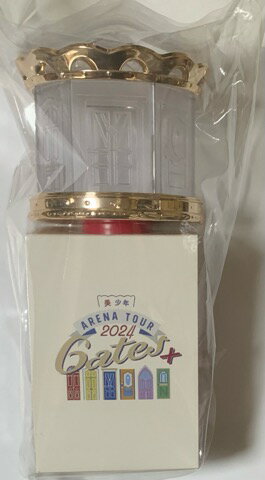 美 少年
ARENA TOUR
2024
Gates+